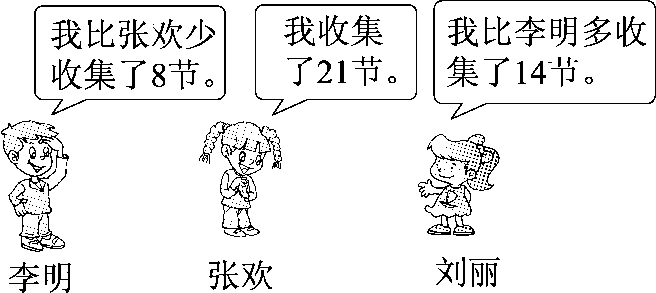 我比张欢少
收集了8节。
我收集
了21节。
我比李明多收
集了14节。
李明
张欢
刘丽